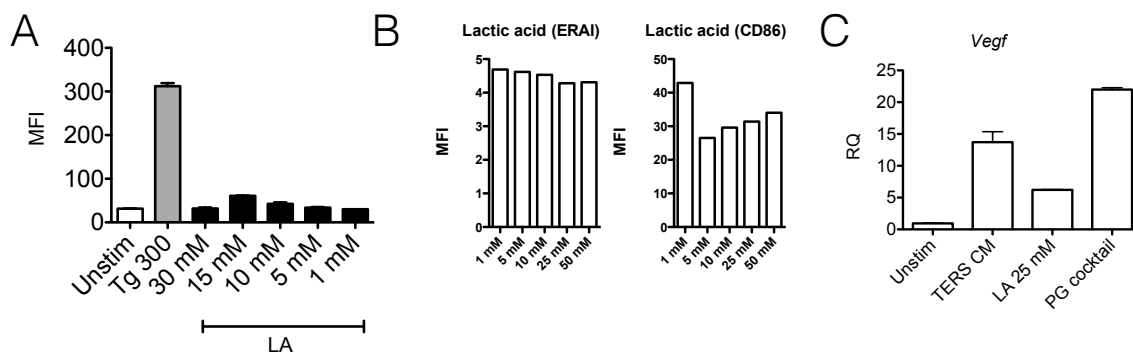 A
MFI
400
300
200
100
0
Unstim
Tg 300
30 mM
15 mM
10 mM
5 mM
1 mM
LA
B
Lactic acid (ERAI)
MFI
5
4
3
2
1
0
1 mM
5 mM
10 mM
25 mM
50 mM
Lactic acid (CD86)
MFI
50
40
30
20
10
0
1 mM
5 mM
10 mM
25 mM
50 mM
C
Vegf
RQ
25
20
15
10
5
0
Unstim
TERS CM
LA 25 mM
PG cocktail